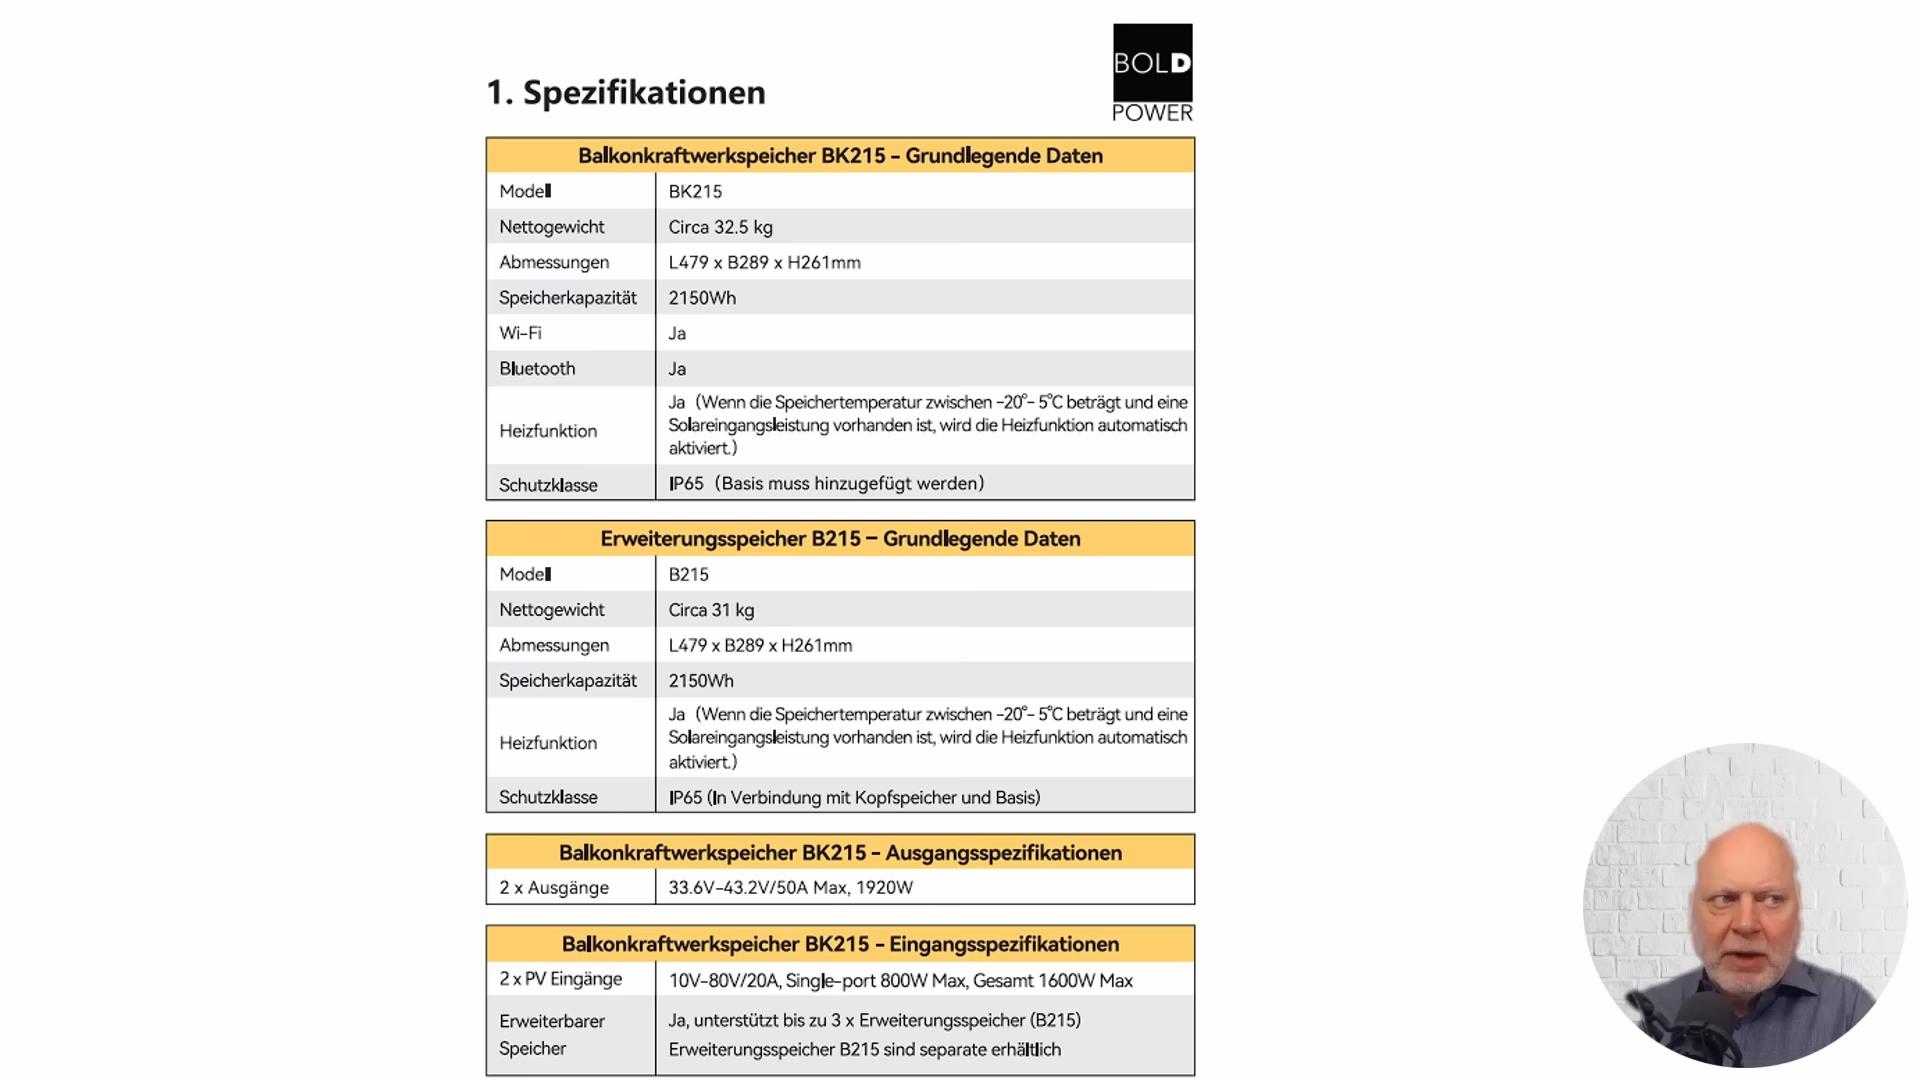 BOLD
POWER
1. Spezifikationen
Balkonkraftwerkspeicher BK215 - Grundlegende Daten
Modell BK215
Nettogewicht Circa 32.5 kg
Abmessungen L479 x B289 x H261mm
Speicherkapazität 2150Wh
Wi-Fi Ja
Bluetooth Ja
Heizfunktion Ja (Wenn die Speichertemperatur zwischen -20°- 5°C beträgt und eine
Solareingangsleistung vorhanden ist, wird die Heizfunktion automatisch
aktiviert.)
Schutzklasse IP65 (Basis muss hinzugefügt werden)
Erweiterungsspeicher B215 – Grundlegende Daten
Modell B215
Nettogewicht Circa 31 kg
Abmessungen L479 x B289 x H261mm
Speicherkapazität 2150Wh
Heizfunktion Ja (Wenn die Speichertemperatur zwischen -20°- 5°C beträgt und eine
Solareingangsleistung vorhanden ist, wird die Heizfunktion automatisch
aktiviert.)
Schutzklasse IP65 (In Verbindung mit Kopfspeicher und Basis)
Balkonkraftwerkspeicher BK215 - Ausgangsspezifikationen
2 x Ausgänge 33.6V-43.2V/50A Max, 1920W
Balkonkraftwerkspeicher BK215 - Eingangsspezifikationen
2 x PV Eingänge 10V-80V/20A, Single-port 800W Max, Gesamt 1600W Max
Erweiterbarer Ja, unterstützt bis zu 3 x Erweiterungsspeicher (B215)
Speicher Erweiterungsspeicher B215 sind separate erhältlich